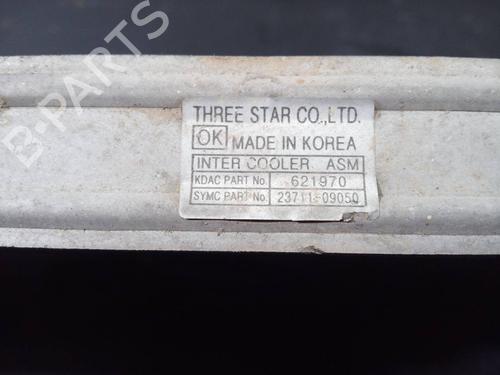 B-PARTS
THREE STAR CO.,LTD.
OK MADE IN KOREA
INTER COOLER ASM
KDAC PART No. 621970
SYMC PART No. 23711-09050